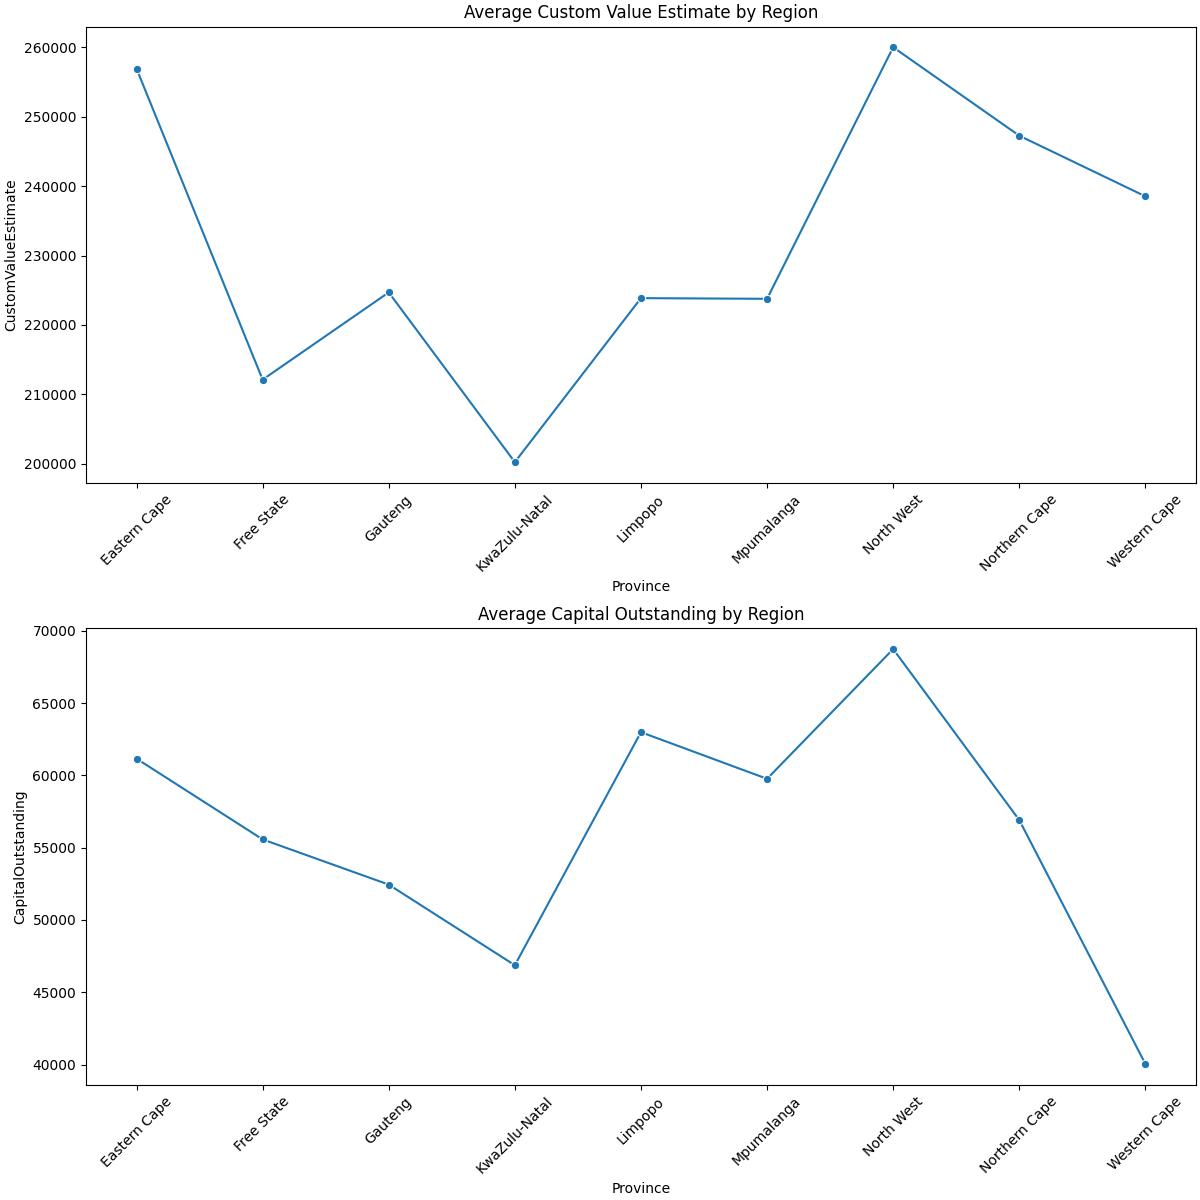 Average Custom Value Estimate by Region
CustomValueEstimate
260000
250000
240000
230000
220000
210000
200000
Eastern Cape
Free State
Gauteng
KwaZulu-Natal
Limpopo
Mpumalanga
North West
Northern Cape
Western Cape
Province
Average Capital Outstanding by Region
CapitalOutstanding
70000
65000
60000
55000
50000
45000
40000
Eastern Cape
Free State
Gauteng
KwaZulu-Natal
Limpopo
Mpumalanga
North West
Northern Cape
Western Cape
Province